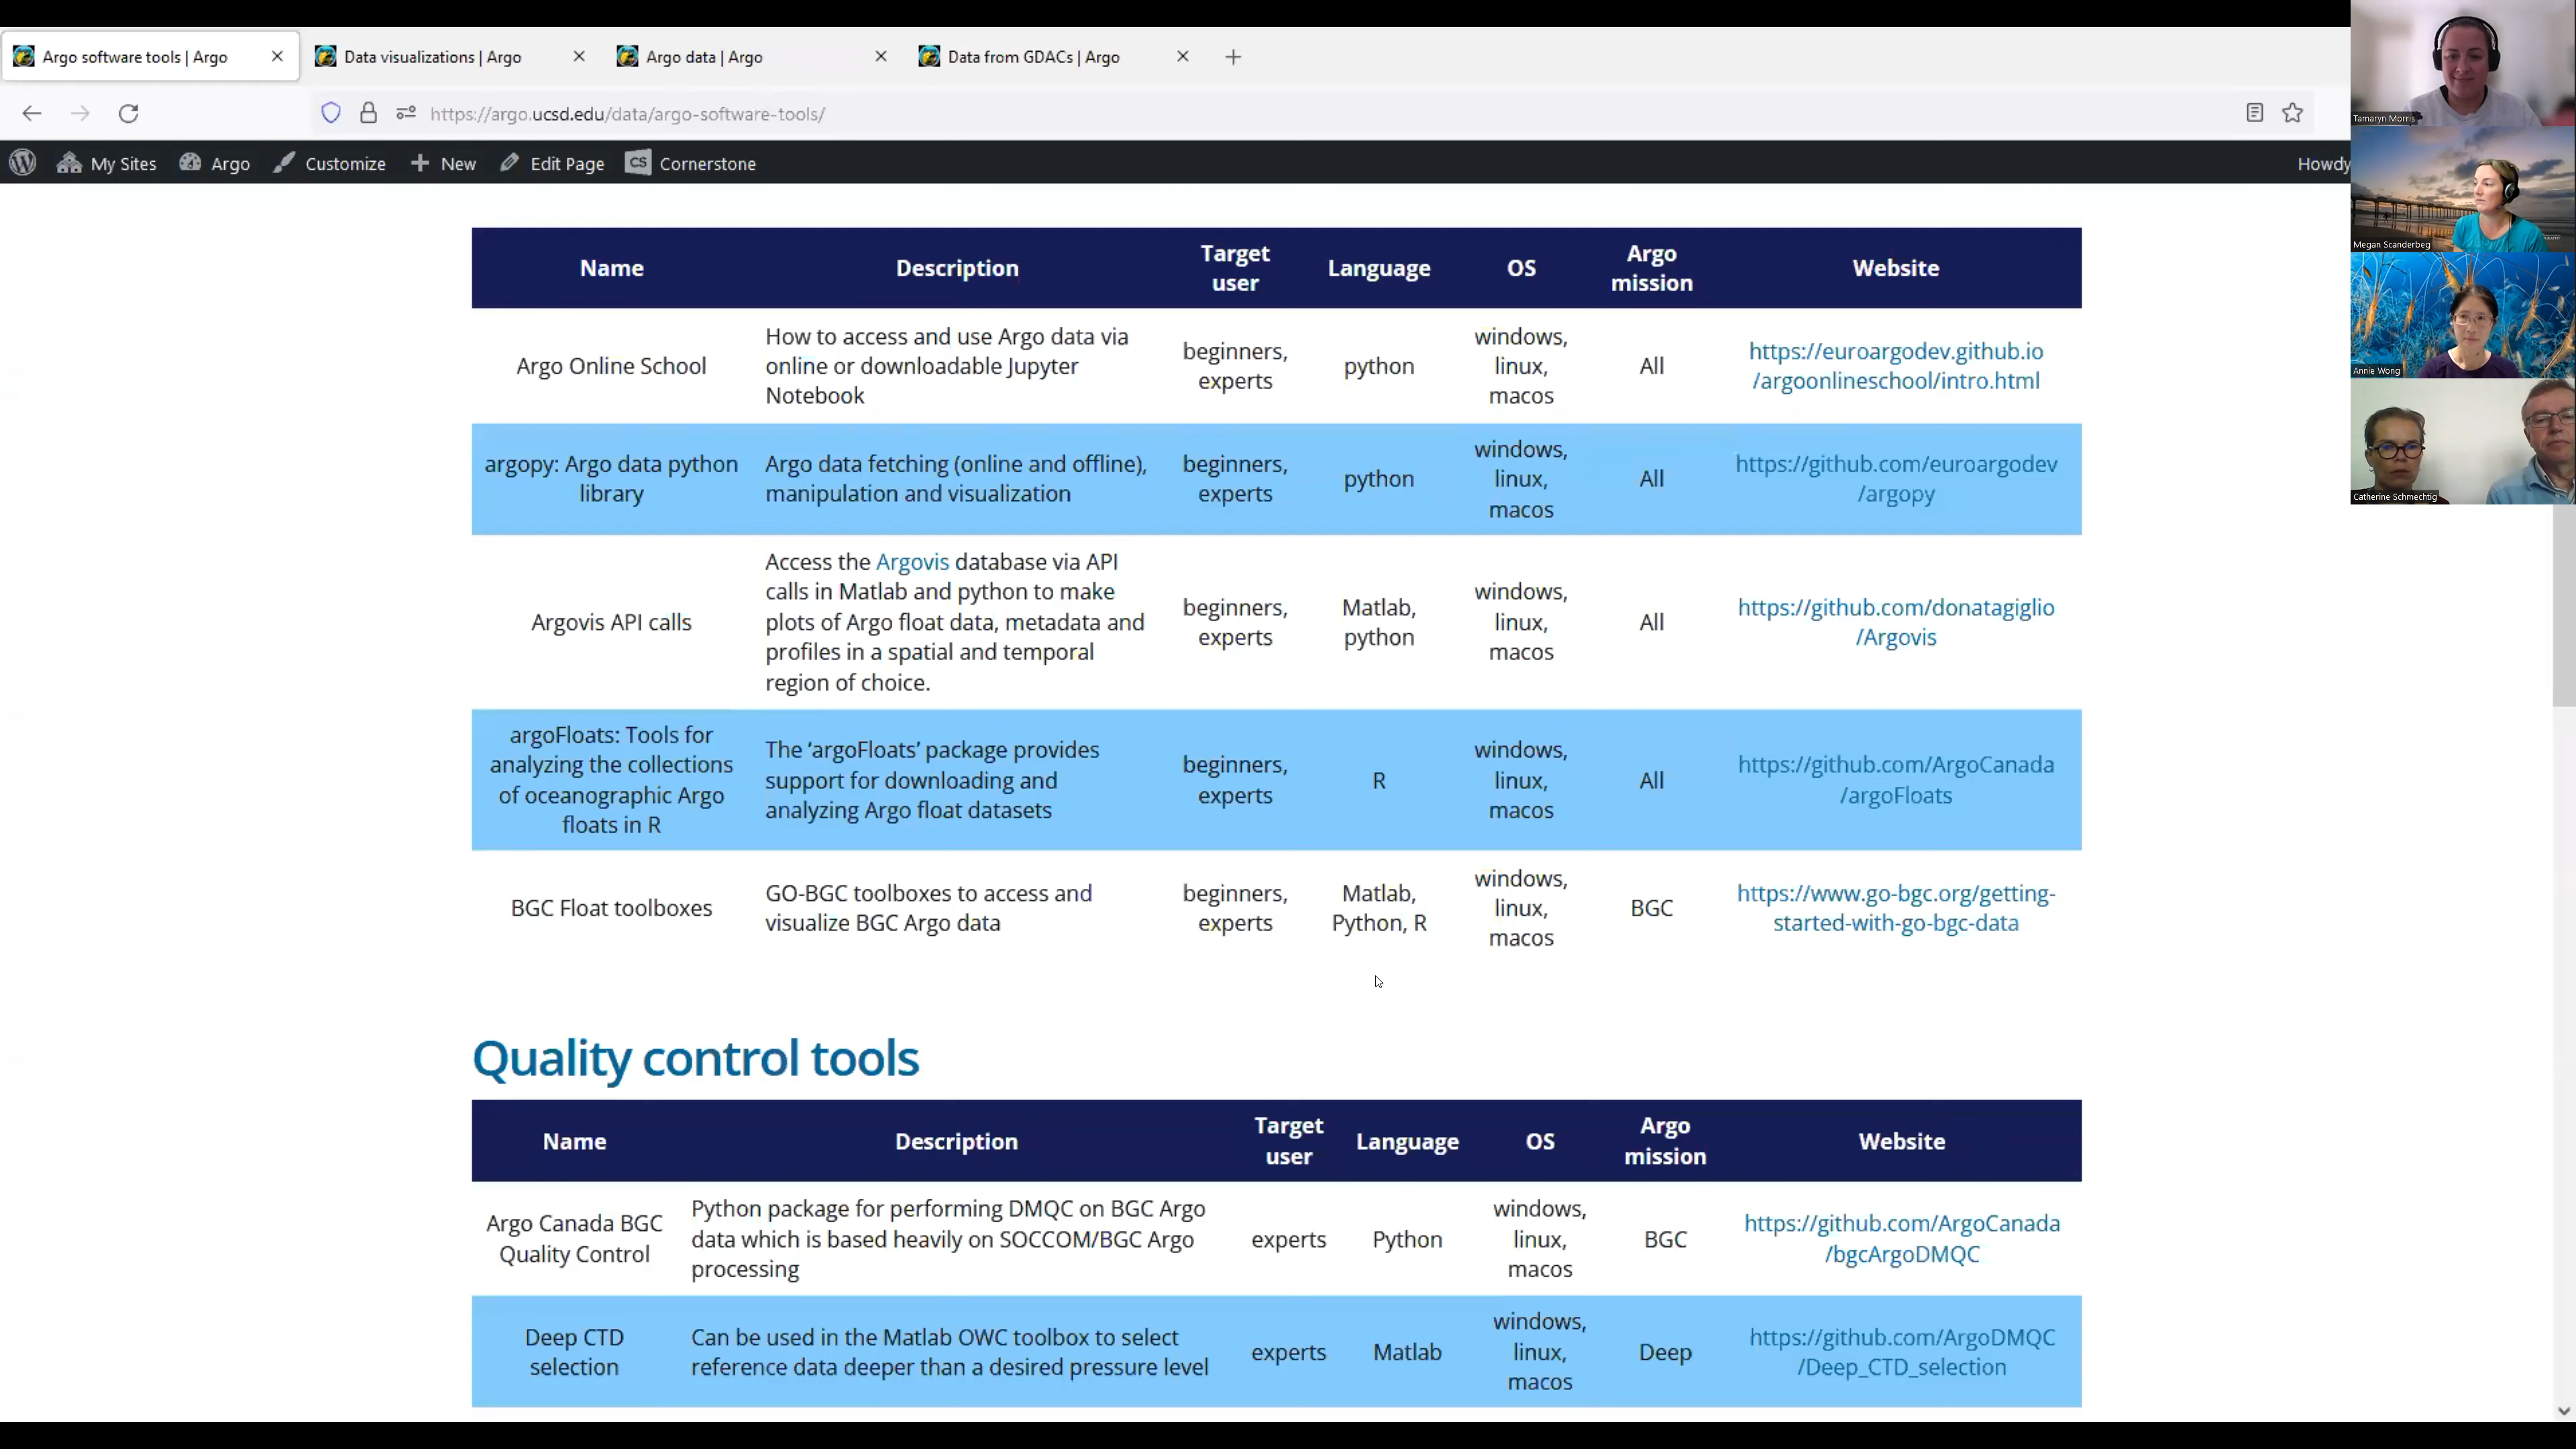 Argo software tools | Argo
Data visualizations | Argo
Argo data | Argo
Data from GDACs | Argo
https://argo.ucsd.edu/data/argo-software-tools/
My Sites
Argo
Customize
New
Edit Page
CS
Cornerstone
Howdy
Tamaryn Morris
Megan Scanderbeg
Annie Wong
Catherine Schmechtig
Name
Description
Target
user
Language
OS
Argo
mission
Website
Argo Online School
How to access and use Argo data via
online or downloadable Jupyter
Notebook
beginners,
experts
python
windows,
linux,
macos
All
https://euroargodev.github.io
/argoonlineschool/intro.html
argopy: Argo data python
library
Argo data fetching (online and offline),
manipulation and visualization
beginners,
experts
python
windows,
linux,
macos
All
https://github.com/euroargodev
/argopy
Argovis API calls
Access the Argovis database via API
calls in Matlab and python to make
plots of Argo float data, metadata and
profiles in a spatial and temporal
region of choice.
beginners,
experts
Matlab,
python
windows,
linux,
macos
All
https://github.com/donatagiglio
/Argovis
argoFloats: Tools for
analyzing the collections
of oceanographic Argo
floats in R
The ‘argoFloats’ package provides
support for downloading and
analyzing Argo float datasets
beginners,
experts
R
windows,
linux,
macos
All
https://github.com/ArgoCanada
/argoFloats
BGC Float toolboxes
GO-BGC toolboxes to access and
visualize BGC Argo data
beginners,
experts
Matlab,
Python, R
windows,
linux,
macos
BGC
https://www.go-bgc.org/getting-
started-with-go-bgc-data
Quality control tools
Name
Description
Target
user
Language
OS
Argo
mission
Website
Argo Canada BGC
Quality Control
Python package for performing DMQC on BGC Argo
data which is based heavily on SOCCOM/BGC Argo
processing
experts
Python
windows,
linux,
macos
BGC
https://github.com/ArgoCanada
/bgcArgoDMQC
Deep CTD
selection
Can be used in the Matlab OWC toolbox to select
reference data deeper than a desired pressure level
experts
Matlab
windows,
linux,
macos
Deep
https://github.com/ArgoDMQC
/Deep_CTD_selection